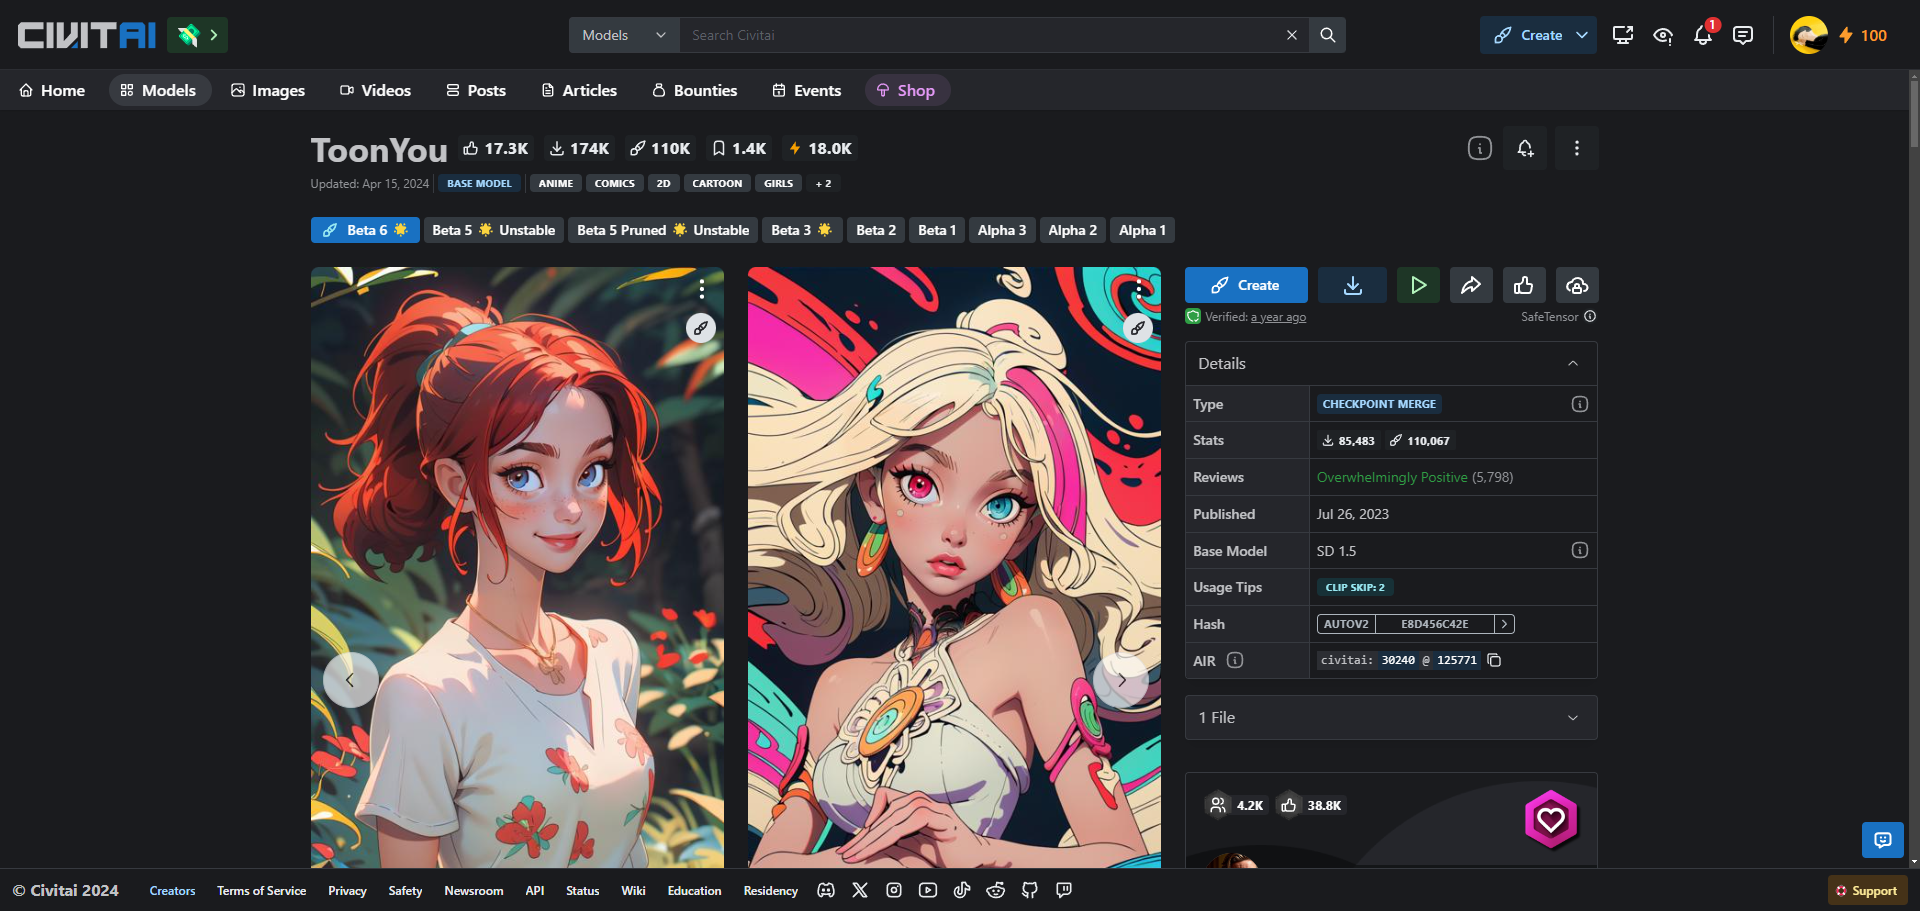 CIVITAI
Models Search Civitai Create 1 100
Home Models Images Videos Posts Articles Bounties Events Shop
ToonYou 17.3K 174K 110K 1.4K 18.0K
Updated: Apr 15, 2024 BASE MODEL ANIME COMICS 2D CARTOON GIRLS + 2
Beta 6 🌟 Beta 5 🌟 Unstable Beta 5 Pruned 🌟 Unstable Beta 3 🌟 Beta 2 Beta 1 Alpha 3 Alpha 2 Alpha 1
Create
Verified: a year ago SafeTensor
Details
Type CHECKPOINT MERGE
Stats 85,483 110,067
Reviews Overwhelmingly Positive (5,798)
Published Jul 26, 2023
Base Model SD 1.5
Usage Tips CLIP SKIP: 2
Hash AUTOV2 E8D456C42E
AIR civitai: 30240 @ 125771
1 File
4.2K 38.8K
© Civitai 2024 Creators Terms of Service Privacy Safety Newsroom API Status Wiki Education Residency Support